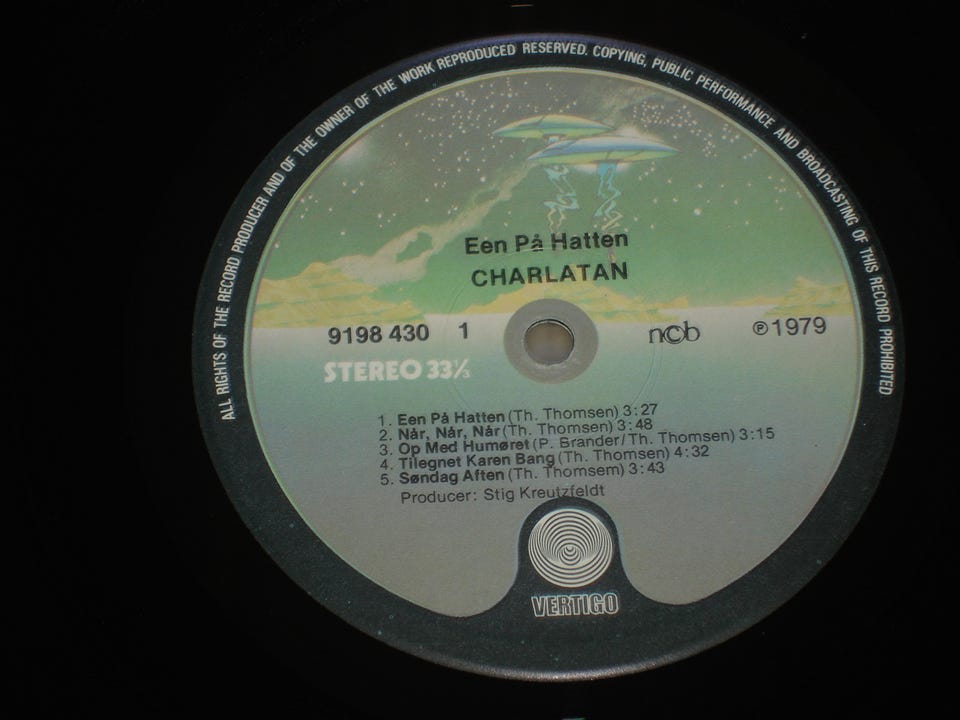 ALL RIGHTS OF THE RECORD PRODUCER AND OF THE OWNER OF THE WORK REPRODUCED RESERVED. COPYING, PUBLIC PERFORMANCE AND BROADCASTING OF THIS RECORD PROHIBITED
Een På Hatten
CHARLATAN
9198 430 1
ncb
℗ 1979
STEREO 33⅓
1. Een På Hatten (Th. Thomsen) 3:27
2. Når, Når, Når (Th. Thomsen) 3:48
3. Op Med Humøret (P. Brander/Th. Thomsen) 3:15
4. Tilegnet Karen Bang (Th. Thomsen) 4:32
5. Søndag Aften (Th. Thomsem) 3:43
Producer: Stig Kreutzfeldt
VERTIGO